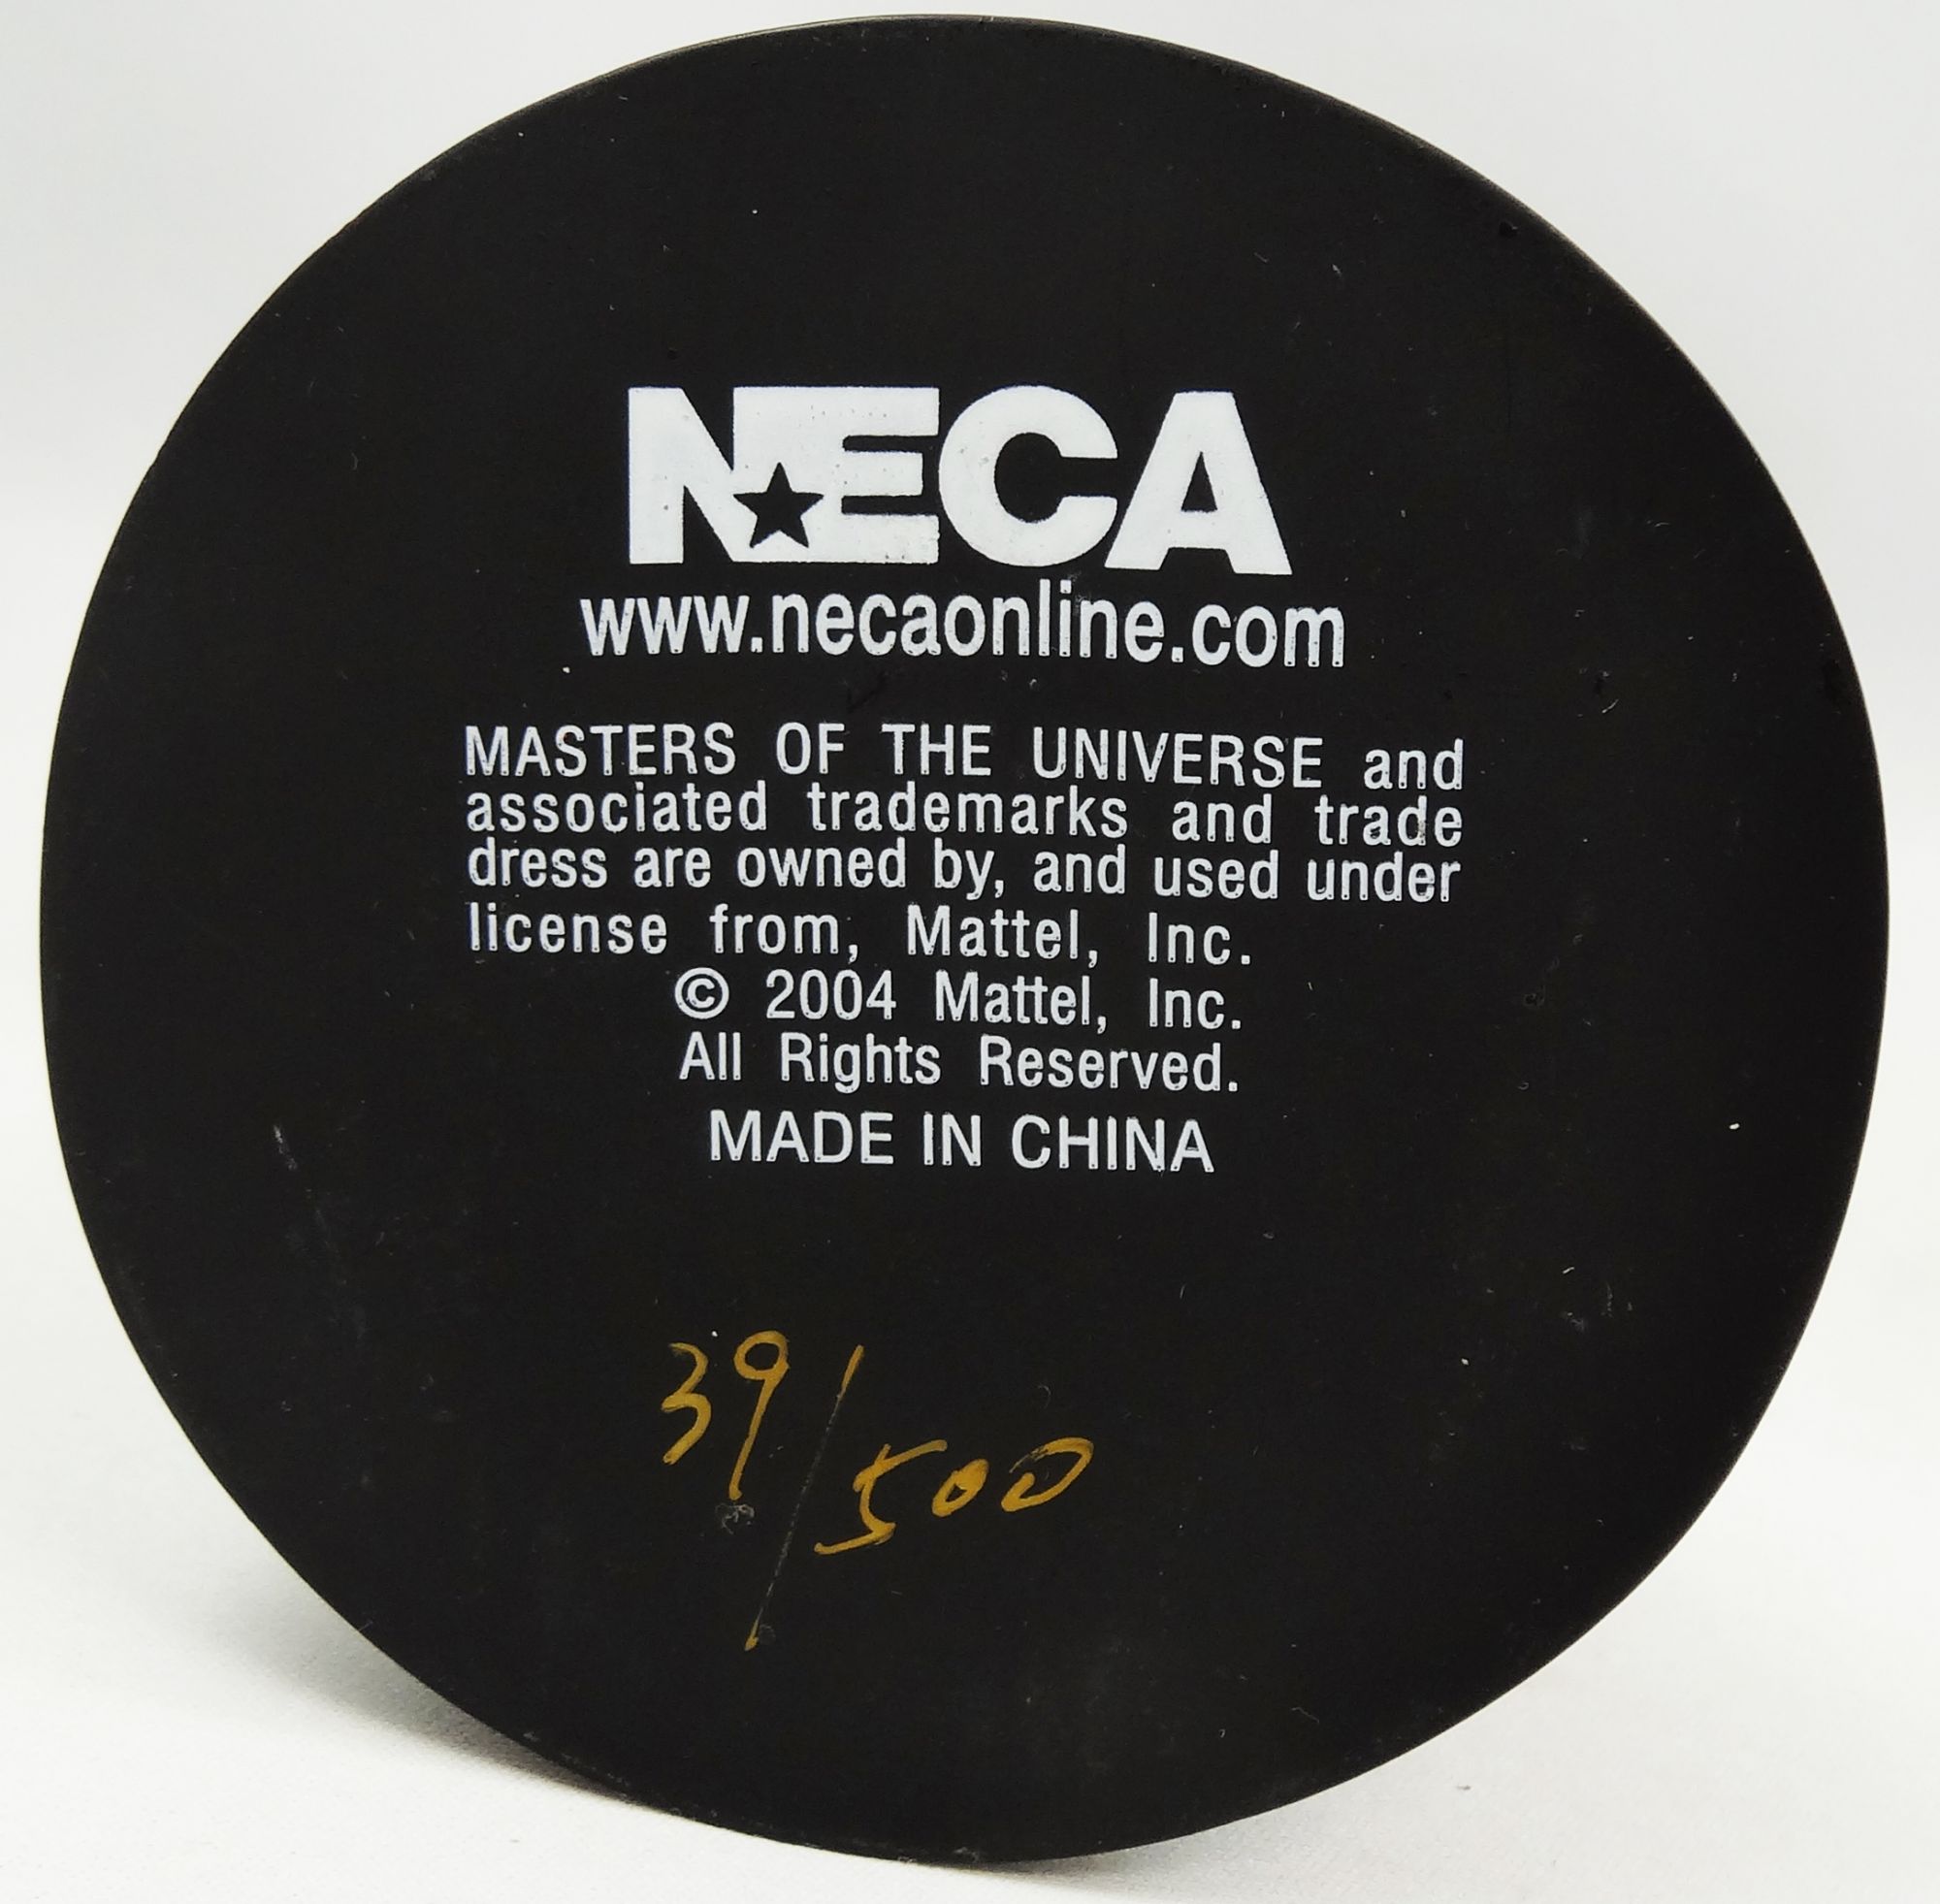 NECA
www.necaonline.com
MASTERS OF THE UNIVERSE and
associated trademarks and trade
dress are owned by, and used under
license from, Mattel, Inc.
© 2004 Mattel, Inc.
All Rights Reserved.
MADE IN CHINA
39/500